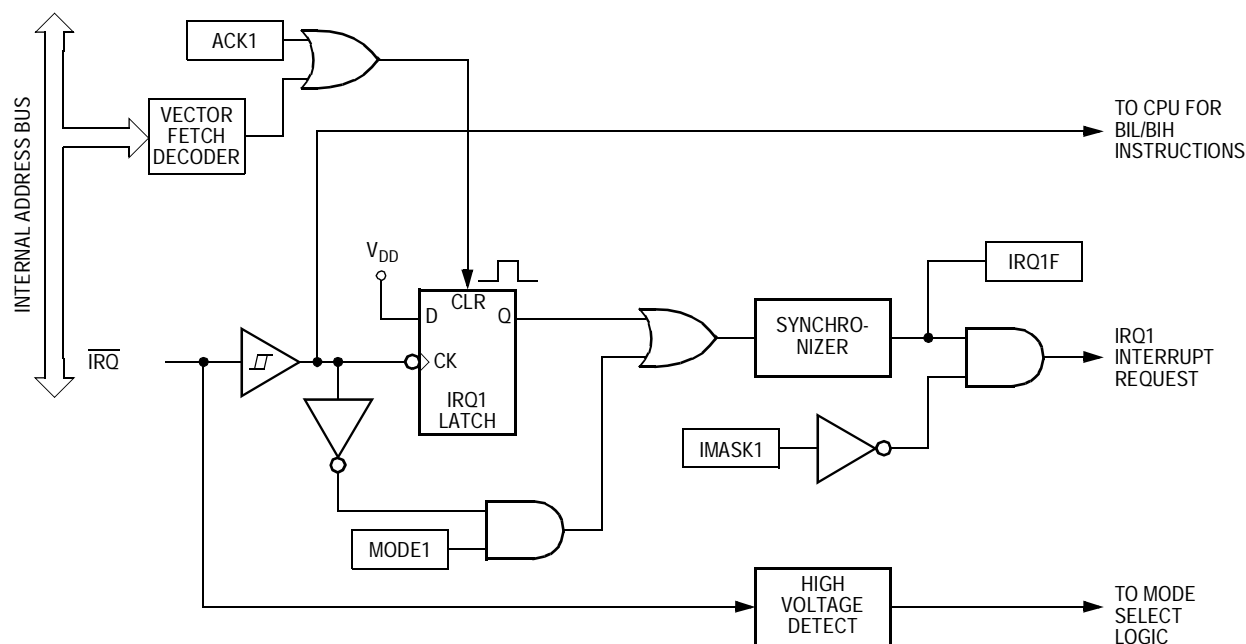 ACK1
INTERNAL ADDRESS BUS
VECTOR
FETCH
DECODER
TO CPU FOR
BIL/BIH
INSTRUCTIONS
VDD
IRQ1F
CLR
D
Q
SYNCHRO-
NIZER
IRQ1
INTERRUPT
REQUEST
IRQ
CK
IRQ1
LATCH
IMASK1
MODE1
HIGH
VOLTAGE
DETECT
TO MODE
SELECT
LOGIC